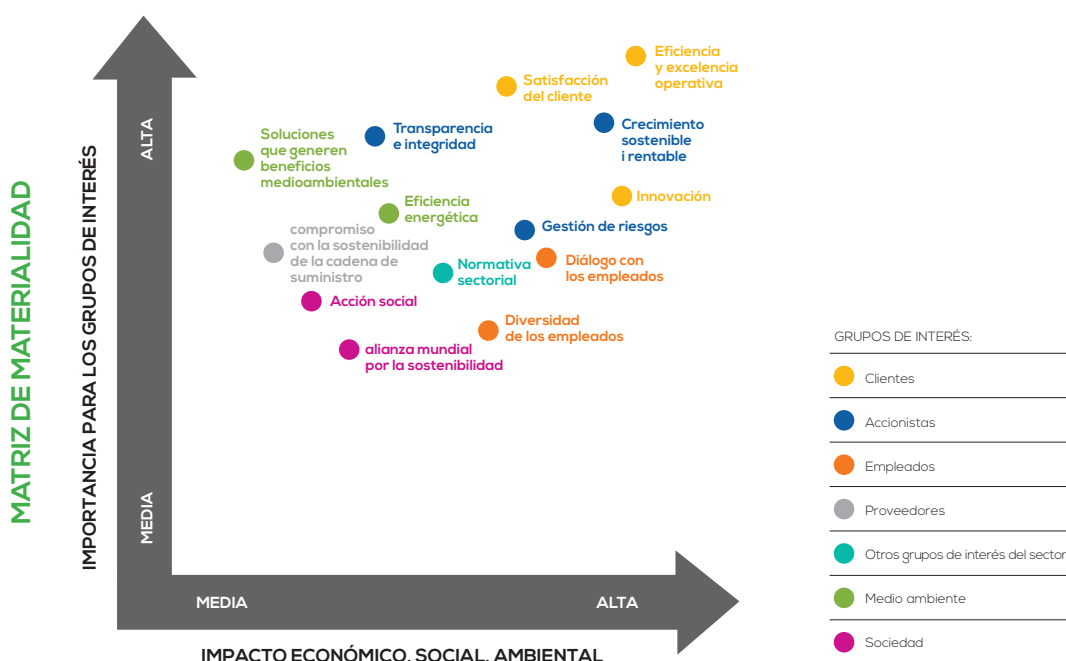 MATRIZ DE MATERIALIDAD
IMPORTANCIA PARA LOS GRUPOS DE INTERÉS
ALTA
MEDIA
Eficiencia
y excelencia
operativa
Satisfacción
del cliente
Crecimiento
sostenible
i rentable
Transparencia
e integridad
Soluciones
que generen
beneficios
medioambientales
Innovación
Eficiencia
energética
Gestión de riesgos
compromiso
con la sostenibilidad
de la cadena de
suministro
Normativa
sectorial
Diálogo con
los empleados
Acción social
Diversidad
de los empleados
alianza mundial
por la sostenibilidad
MEDIA
ALTA
IMPACTO ECONÓMICO, SOCIAL, AMBIENTAL
GRUPOS DE INTERÉS:
Clientes
Accionistas
Empleados
Proveedores
Otros grupos de interés del sector
Medio ambiente
Sociedad